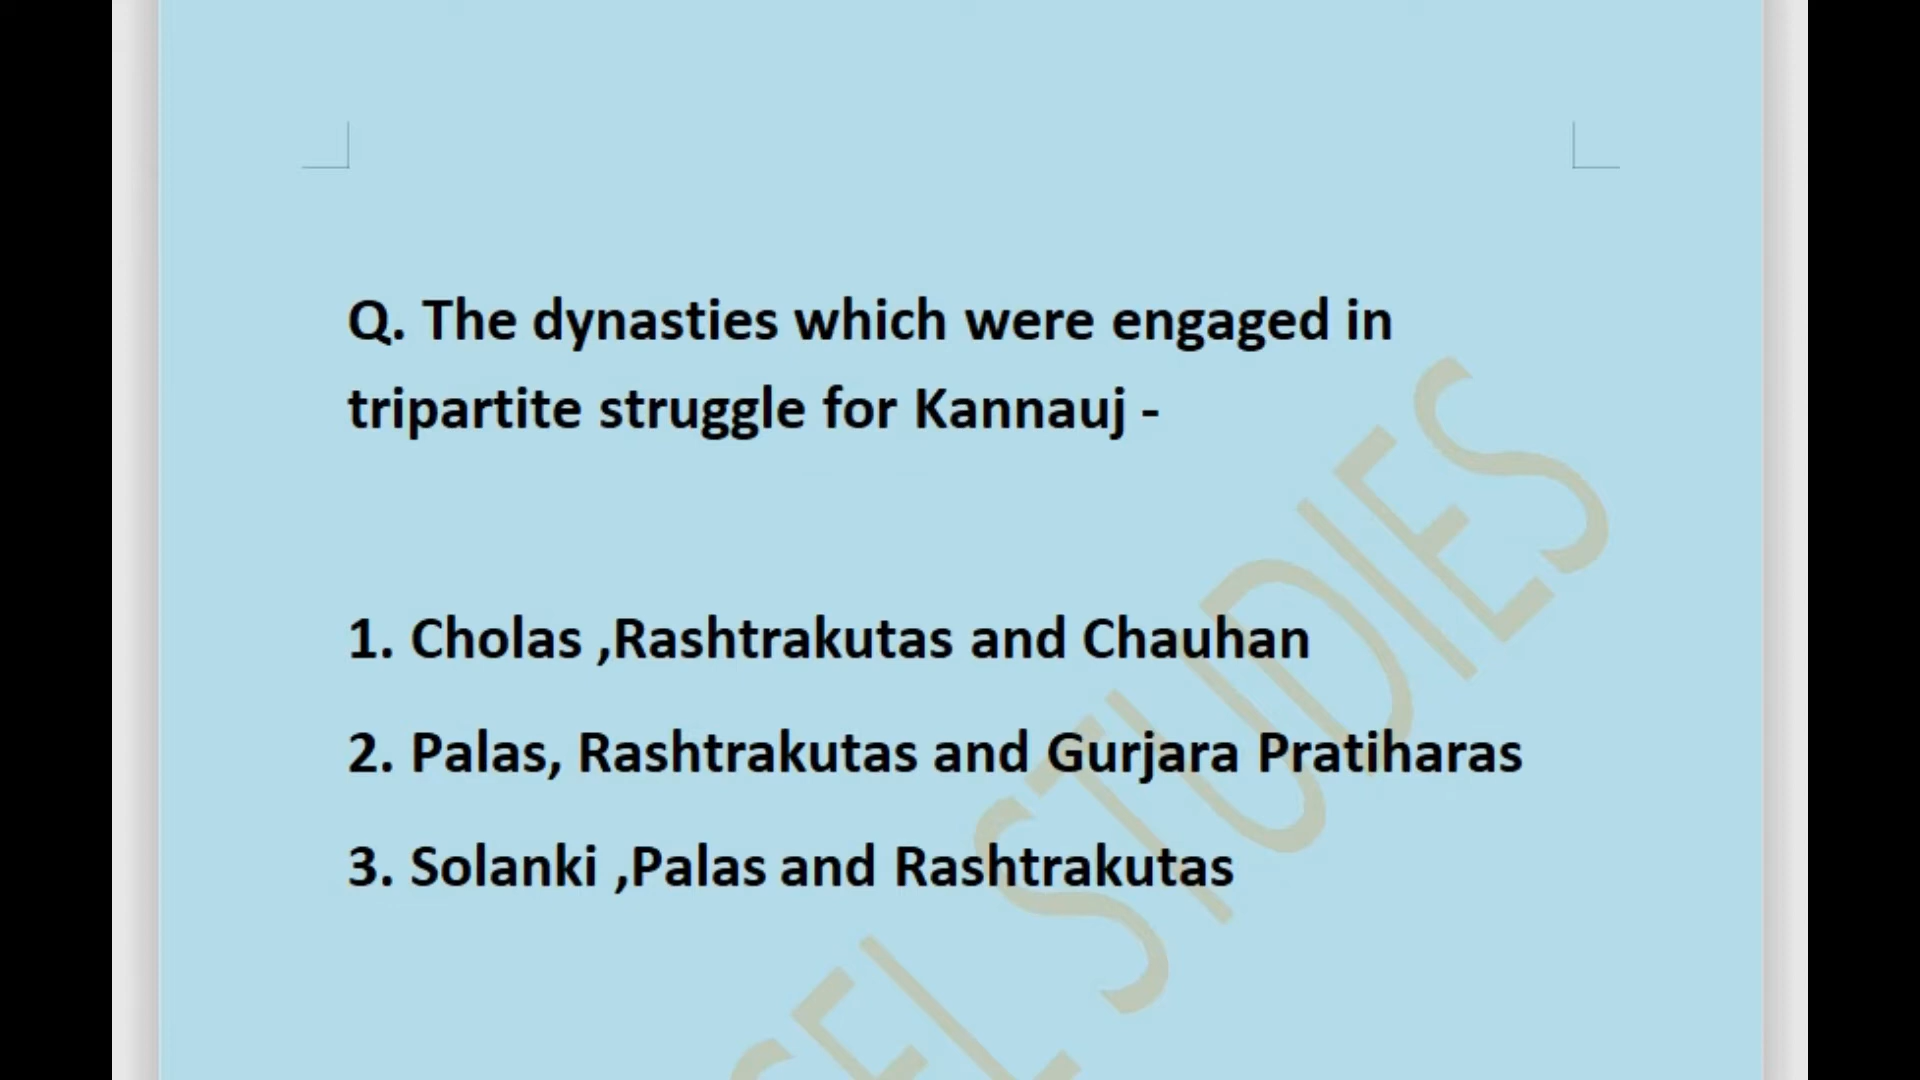 Q. The dynasties which were engaged in
tripartite struggle for Kannauj -
1. Cholas ,Rashtrakutas and Chauhan
2. Palas, Rashtrakutas and Gurjara Pratiharas
3. Solanki ,Palas and Rashtrakutas
STUDIES